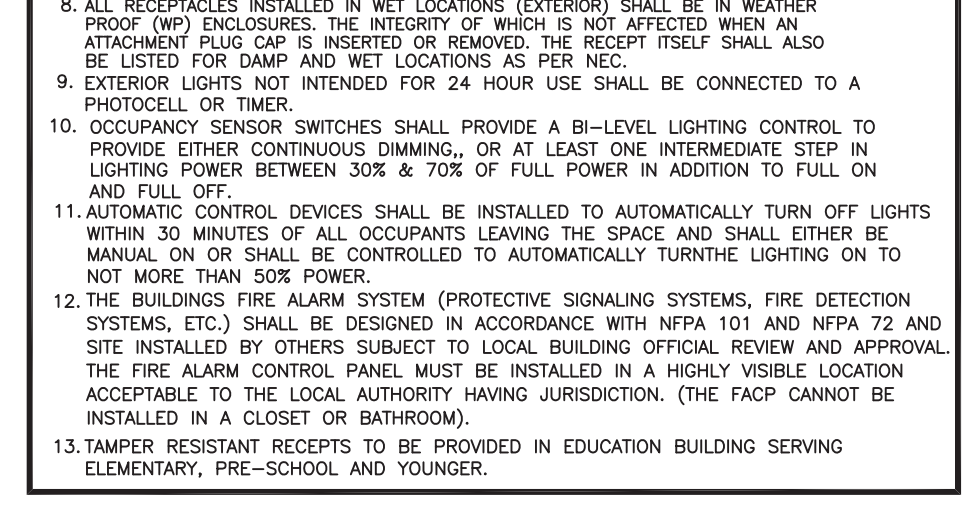 8. ALL RECEPTACLES INSTALLED IN WET LOCATIONS (EXTERIOR) SHALL BE IN WEATHER
PROOF (WP) ENCLOSURES. THE INTEGRITY OF WHICH IS NOT AFFECTED WHEN AN
ATTACHMENT PLUG CAP IS INSERTED OR REMOVED. THE RECEPT ITSELF SHALL ALSO
BE LISTED FOR DAMP AND WET LOCATIONS AS PER NEC.
9. EXTERIOR LIGHTS NOT INTENDED FOR 24 HOUR USE SHALL BE CONNECTED TO A
PHOTOCELL OR TIMER.
10. OCCUPANCY SENSOR SWITCHES SHALL PROVIDE A BI-LEVEL LIGHTING CONTROL TO
PROVIDE EITHER CONTINUOUS DIMMING,, OR AT LEAST ONE INTERMEDIATE STEP IN
LIGHTING POWER BETWEEN 30% & 70% OF FULL POWER IN ADDITION TO FULL ON
AND FULL OFF.
11. AUTOMATIC CONTROL DEVICES SHALL BE INSTALLED TO AUTOMATICALLY TURN OFF LIGHTS
WITHIN 30 MINUTES OF ALL OCCUPANTS LEAVING THE SPACE AND SHALL EITHER BE
MANUAL ON OR SHALL BE CONTROLLED TO AUTOMATICALLY TURNTHE LIGHTING ON TO
NOT MORE THAN 50% POWER.
12. THE BUILDINGS FIRE ALARM SYSTEM (PROTECTIVE SIGNALING SYSTEMS, FIRE DETECTION
SYSTEMS, ETC.) SHALL BE DESIGNED IN ACCORDANCE WITH NFPA 101 AND NFPA 72 AND
SITE INSTALLED BY OTHERS SUBJECT TO LOCAL BUILDING OFFICIAL REVIEW AND APPROVAL.
THE FIRE ALARM CONTROL PANEL MUST BE INSTALLED IN A HIGHLY VISIBLE LOCATION
ACCEPTABLE TO THE LOCAL AUTHORITY HAVING JURISDICTION. (THE FACP CANNOT BE
INSTALLED IN A CLOSET OR BATHROOM).
13. TAMPER RESISTANT RECEPTS TO BE PROVIDED IN EDUCATION BUILDING SERVING
ELEMENTARY, PRE-SCHOOL AND YOUNGER.